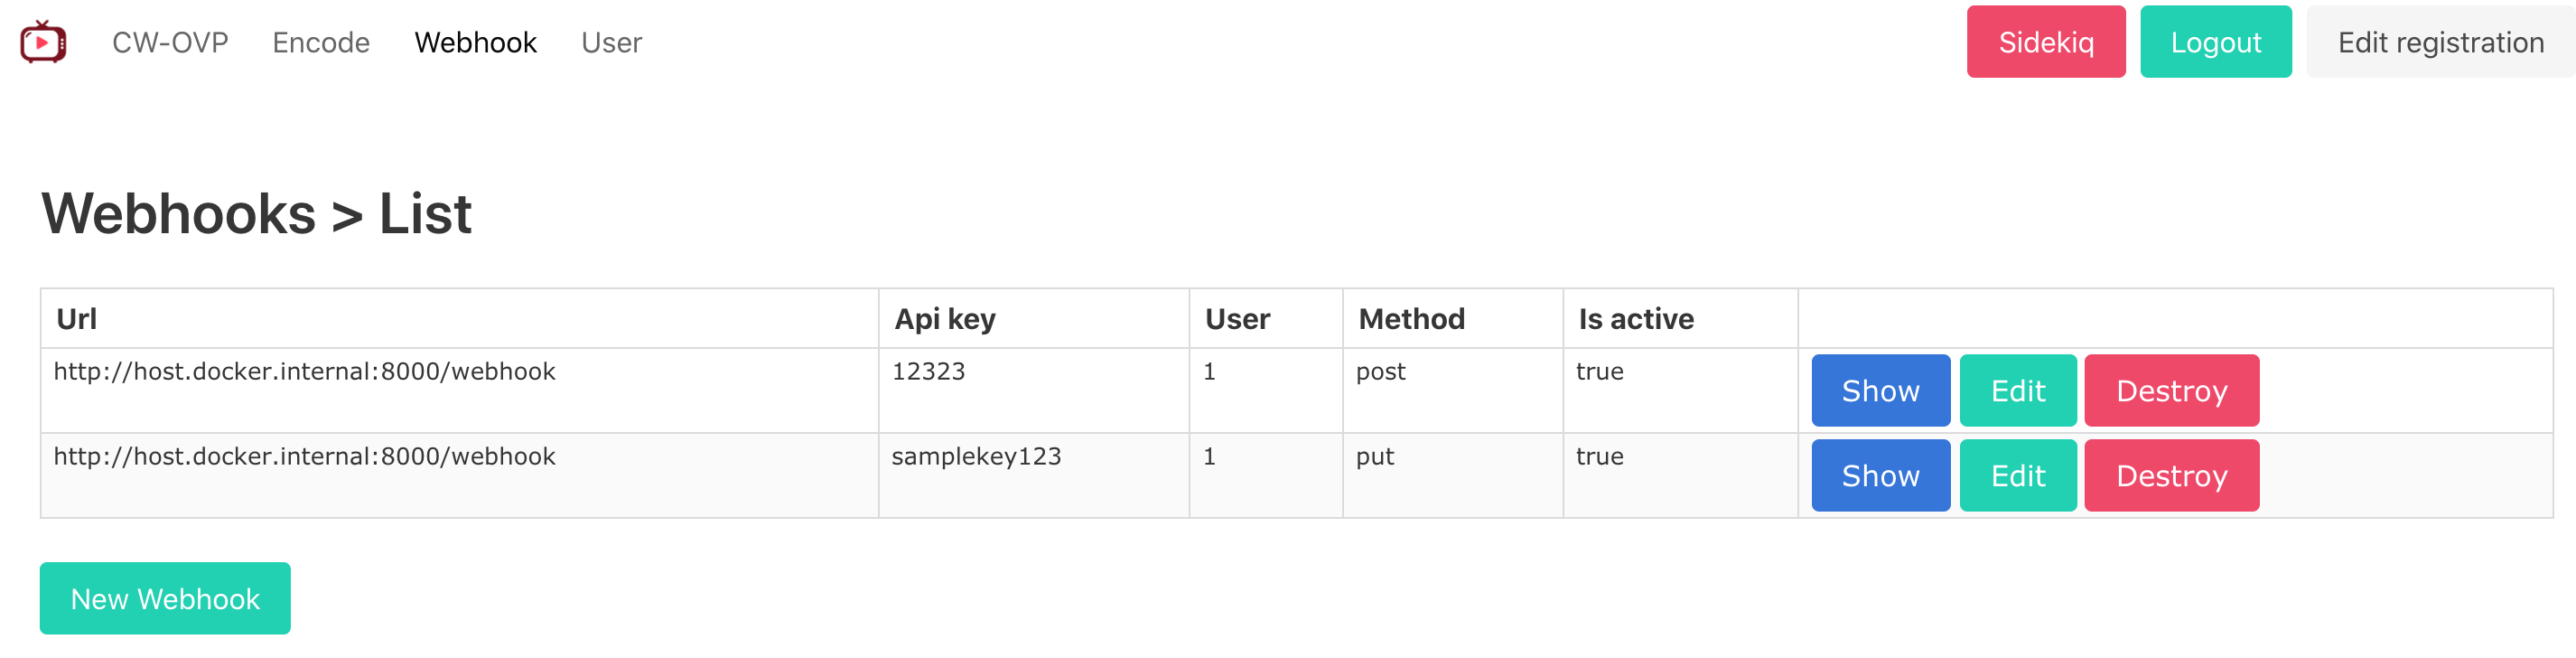 CW-OVP Encode Webhook User Sidekiq Logout Edit registration
Webhooks > List
Url Api key User Method Is active
http://host.docker.internal:8000/webhook 12323 1 post true Show Edit Destroy
http://host.docker.internal:8000/webhook samplekey123 1 put true Show Edit Destroy
New Webhook